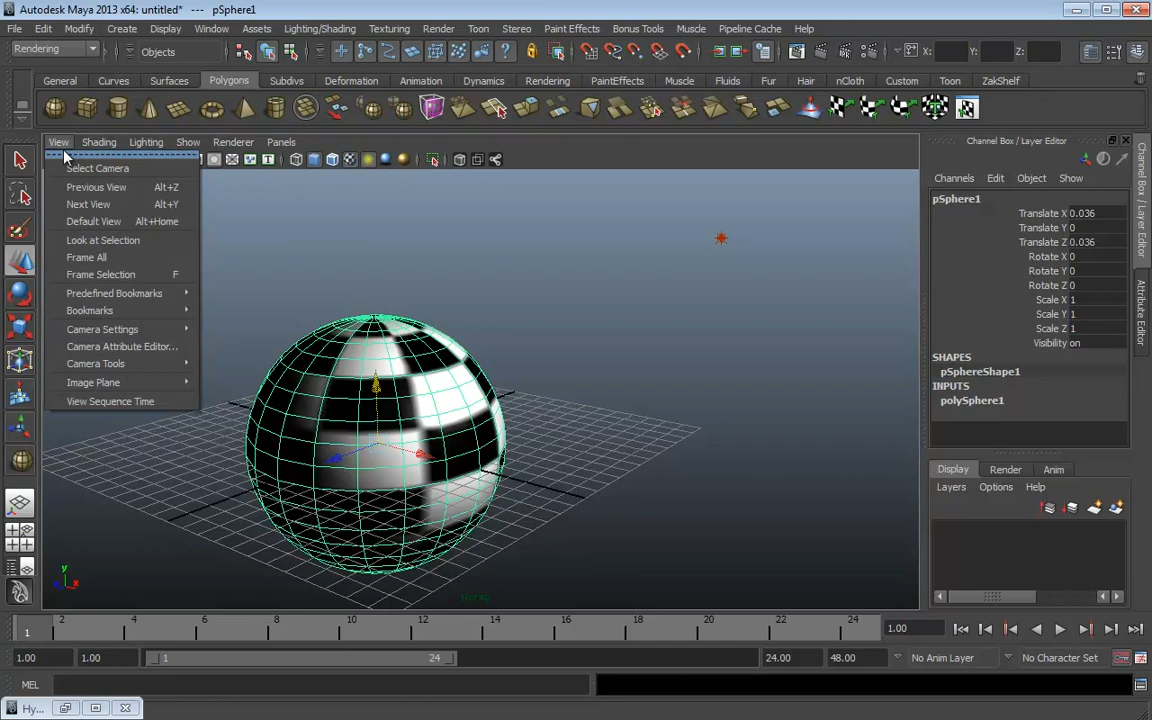 Autodesk Maya 2013 x64: untitled* --- pSphere1
File Edit Modify Create Display Window Assets Lighting/Shading Texturing Render Toon Stereo Paint Effects Bonus Tools Muscle Pipeline Cache Help
Rendering Objects X: Y: Z:
General Curves Surfaces Polygons Subdivs Deformation Animation Dynamics Rendering PaintEffects Muscle Fluids Fur Hair nCloth Custom Toon ZakShelf
View Shading Lighting Show Renderer Panels
Select Camera
Previous View Alt+Z
Next View Alt+Y
Default View Alt+Home
Look at Selection
Frame All
Frame Selection F
Predefined Bookmarks
Bookmarks
Camera Settings
Camera Attribute Editor...
Camera Tools
Image Plane
View Sequence Time
persp
y
x
Channel Box / Layer Editor
Channels Edit Object Show
pSphere1
Translate X 0.036
Translate Y 0
Translate Z 0.036
Rotate X 0
Rotate Y 0
Rotate Z 0
Scale X 1
Scale Y 1
Scale Z 1
Visibility on
SHAPES
pSphereShape1
INPUTS
polySphere1
Display Render Anim
Layers Options Help
Channel Box / Layer Editor
Attribute Editor
1 2 4 6 8 10 12 14 16 18 20 22 24 1.00
1.00 1.00 1 24 24.00 48.00 No Anim Layer No Character Set
MEL
Hy...